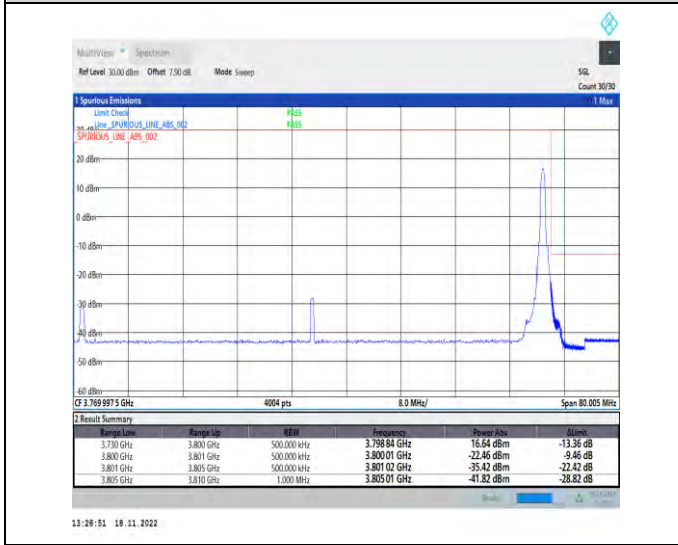 MultiView Spectrum
Ref Level 30.00 dBm Offset 7.90 dB Mode Sweep SGL
Count 30/30
1 Spurious Emissions 1 Max
Limit Check PASS
Line _SPURIOUS_LINE_ABS_002 PASS
_SPURIOUS_LINE_ABS_002
20 dBm
10 dBm
0 dBm
-10 dBm
-20 dBm
-30 dBm
-40 dBm
-50 dBm
-60 dBm
CF 3.769 997 5 GHz 4004 pts 8.0 MHz/ Span 80.005 MHz
2 Result Summary
Range Low Range Up RBW Frequency Power Abs ΔLimit
3.730 GHz 3.800 GHz 500.000 kHz 3.798 84 GHz 16.64 dBm -13.36 dB
3.800 GHz 3.801 GHz 500.000 kHz 3.800 01 GHz -22.46 dBm -9.46 dB
3.801 GHz 3.805 GHz 500.000 kHz 3.801 02 GHz -35.42 dBm -22.42 dB
3.805 GHz 3.810 GHz 1.000 MHz 3.805 01 GHz -41.82 dBm -28.82 dB
13:28:51 18.11.2022